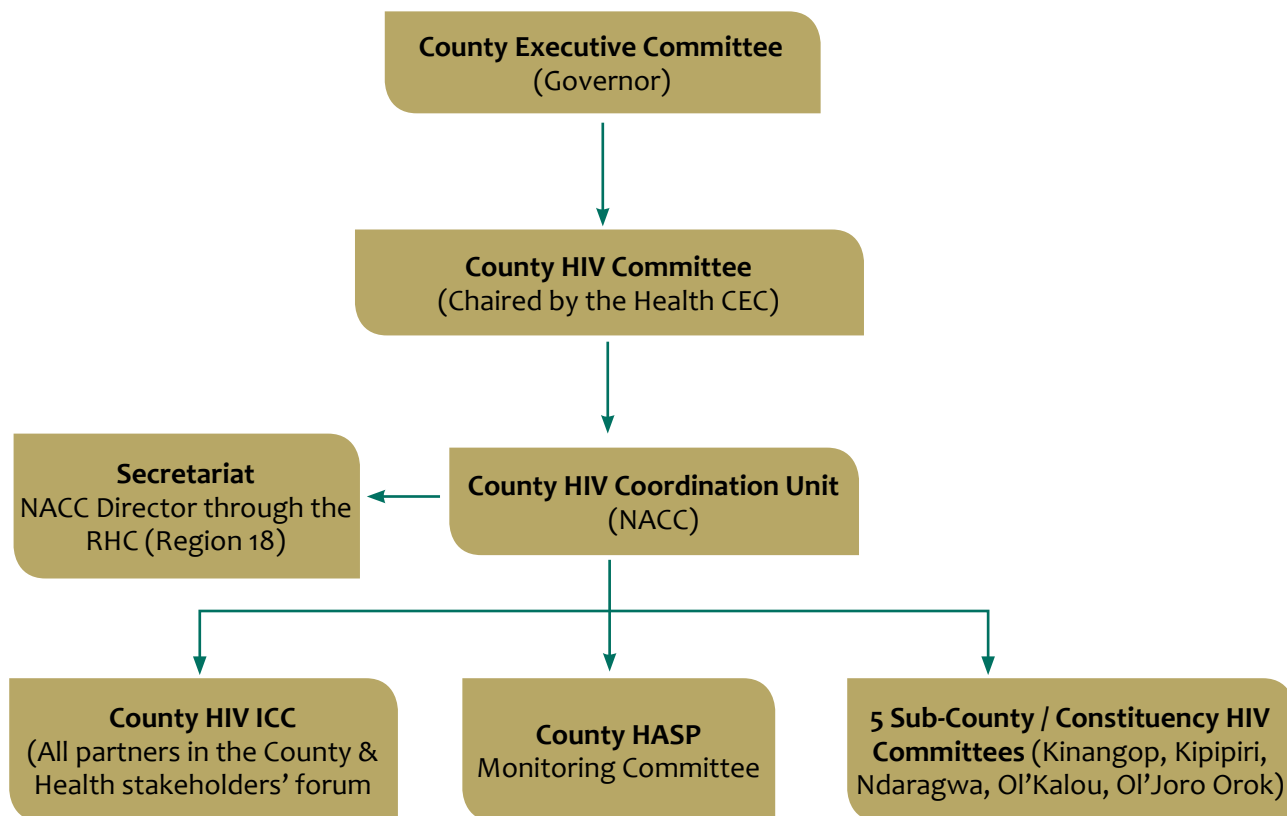 County Executive Committee
(Governor)
County HIV Committee
(Chaired by the Health CEC)
Secretariat
NACC Director through the
RHC (Region 18)
County HIV Coordination Unit
(NACC)
County HIV ICC
(All partners in the County &
Health stakeholders’ forum
County HASP
Monitoring Committee
5 Sub-County / Constituency HIV
Committees (Kinangop, Kipipiri,
Ndaragwa, Ol’Kalou, Ol’Joro Orok)